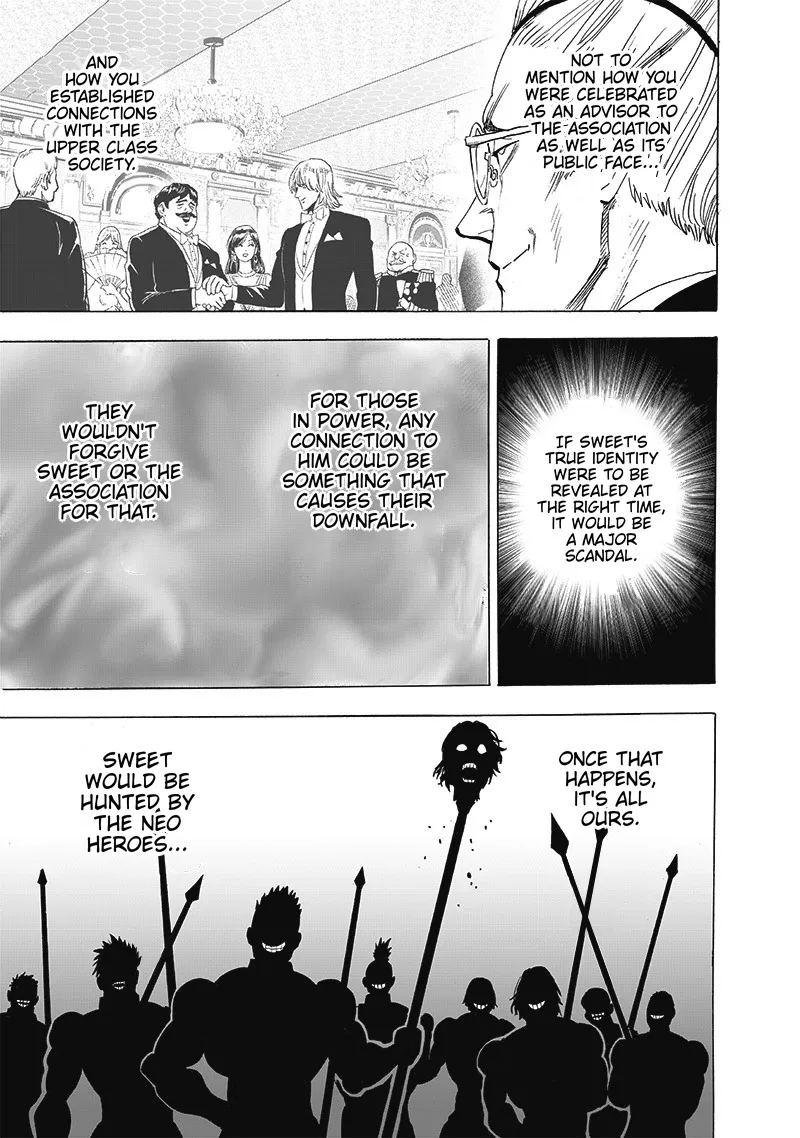 NOT TO
MENTION HOW YOU
WERE CELEBRATED
AS AN ADVISOR TO
THE ASSOCIATION
AS WELL AS ITS
PUBLIC FACE...!
AND
HOW YOU
ESTABLISHED
CONNECTIONS
WITH THE
UPPER CLASS
SOCIETY.
IF SWEET'S
TRUE IDENTITY
WERE TO BE
REVEALED AT
THE RIGHT TIME,
IT WOULD BE
A MAJOR
SCANDAL.
FOR THOSE
IN POWER, ANY
CONNECTION TO
HIM COULD BE
SOMETHING THAT
CAUSES THEIR
DOWNFALL.
THEY
WOULDN'T
FORGIVE
SWEET OR THE
ASSOCIATION
FOR THAT.
ONCE THAT
HAPPENS,
IT'S ALL
OURS.
SWEET
WOULD BE
HUNTED BY
THE NEO
HEROES...